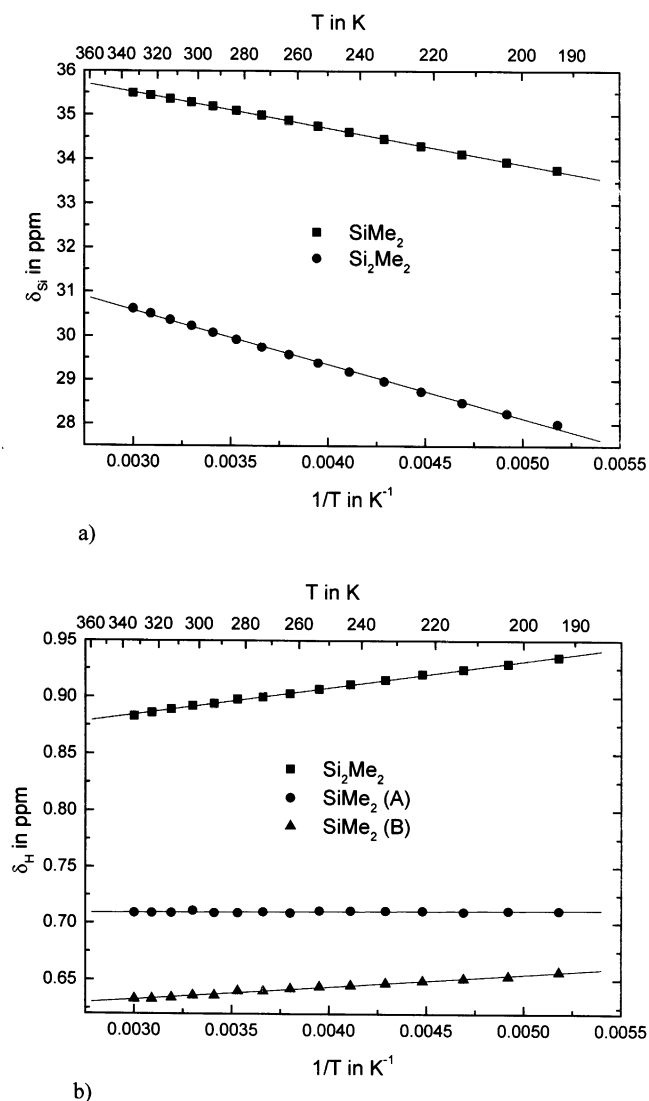 T in K
360 340 320 300 280 260 240 220 200 190
36
35
34
33
32
31
30
29
28
δSi in ppm
SiMe2
Si2Me2
0.0030 0.0035 0.0040 0.0045 0.0050 0.0055
1/T in K-1
a)
T in K
360 340 320 300 280 260 240 220 200 190
0.95
0.90
0.85
0.80
0.75
0.70
0.65
δH in ppm
Si2Me2
SiMe2 (A)
SiMe2 (B)
0.0030 0.0035 0.0040 0.0045 0.0050 0.0055
1/T in K-1
b)